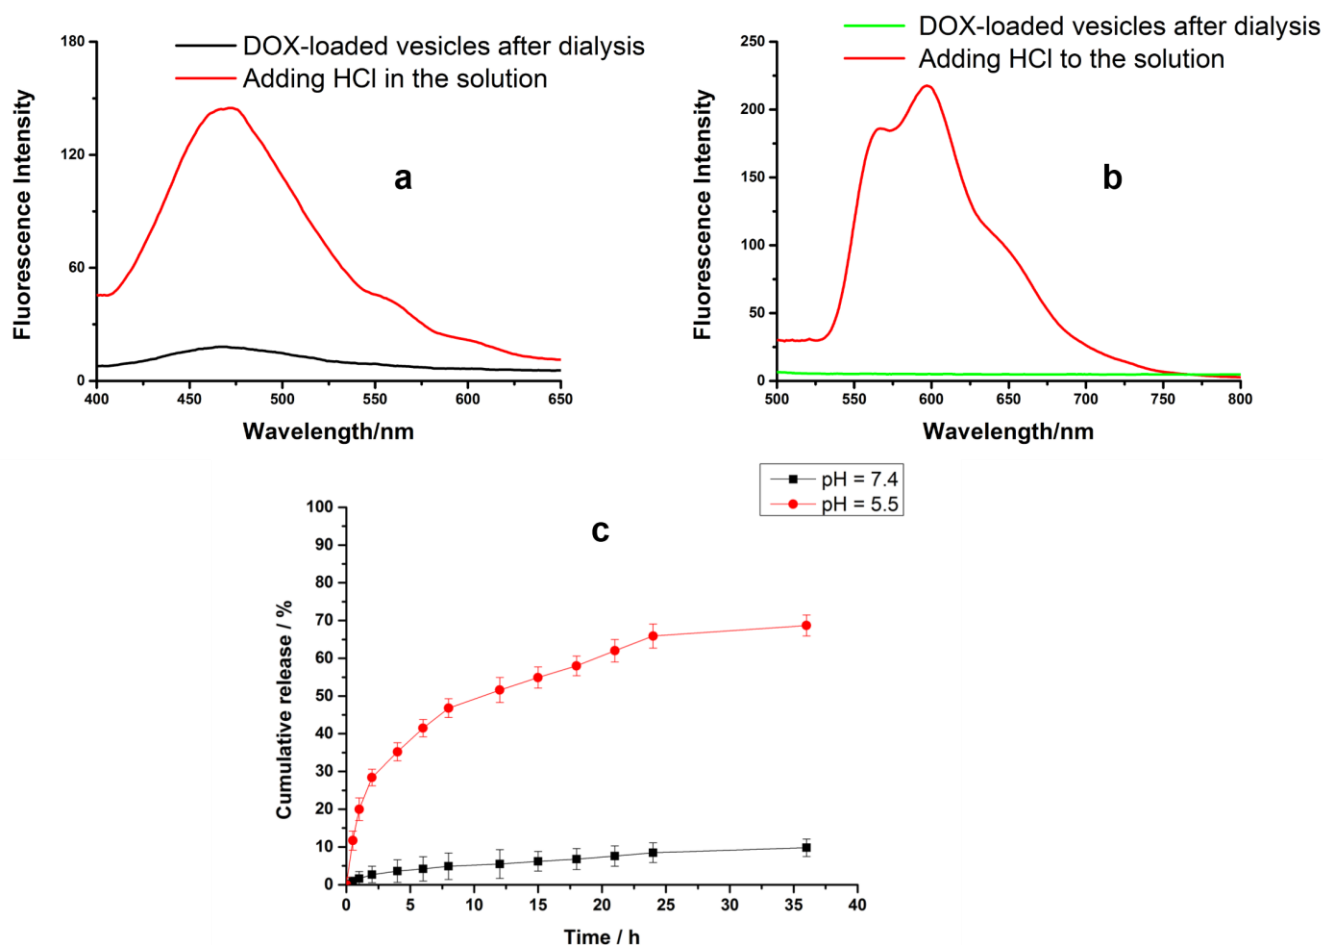 DOX-loaded vesicles after dialysis
Adding HCl in the solution
180
120
60
0
Fluorescence Intensity
a
400
450
500
550
600
650
Wavelength/nm
DOX-loaded vesicles after dialysis
Adding HCl to the solution
250
200
150
100
50
0
Fluorescence Intensity
b
500
550
600
650
700
750
800
Wavelength/nm
pH = 7.4
pH = 5.5
100
90
80
70
60
50
40
30
20
10
0
Cumulative release / %
c
0
5
10
15
20
25
30
35
40
Time / h